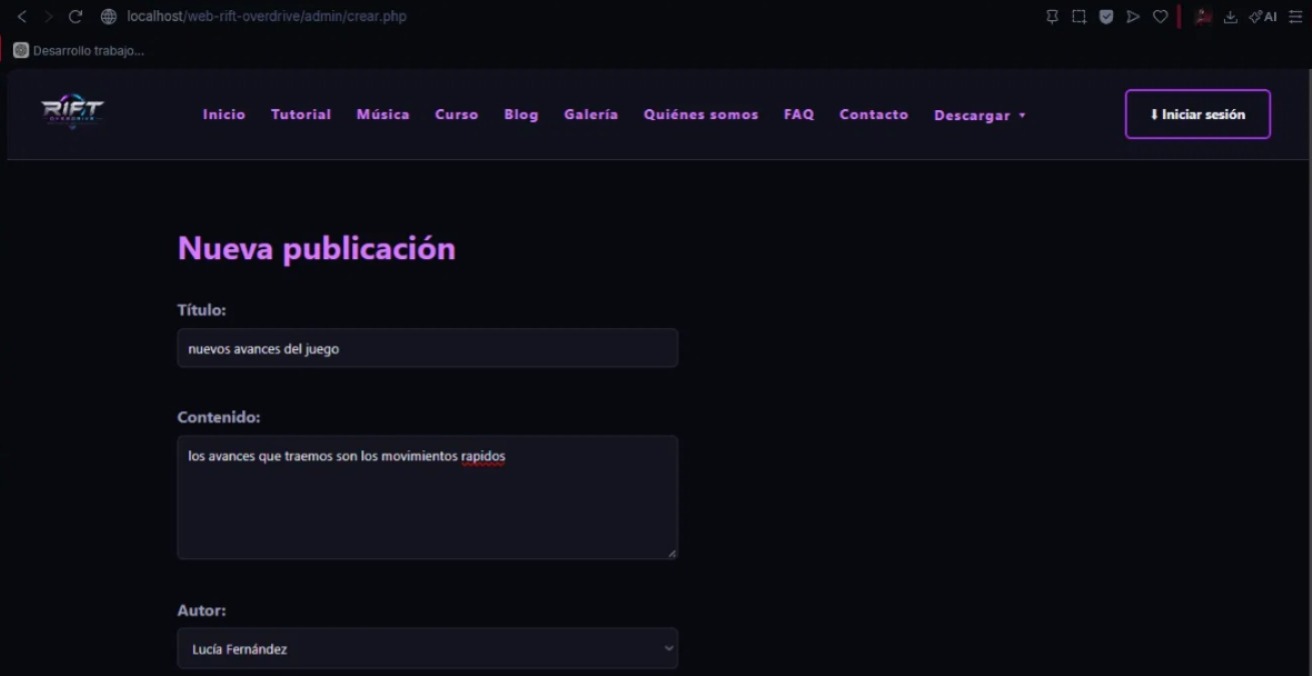 localhost/web-rift-overdrive/admin/crear.php
AI
Desarrollo trabajo...
RIFT
OVERDRIVE
Inicio Tutorial Música Curso Blog Galería Quiénes somos FAQ Contacto Descargar
Iniciar sesión
Nueva publicación
Título:
nuevos avances del juego
Contenido:
los avances que traemos son los movimientos rapidos
Autor:
Lucía Fernández